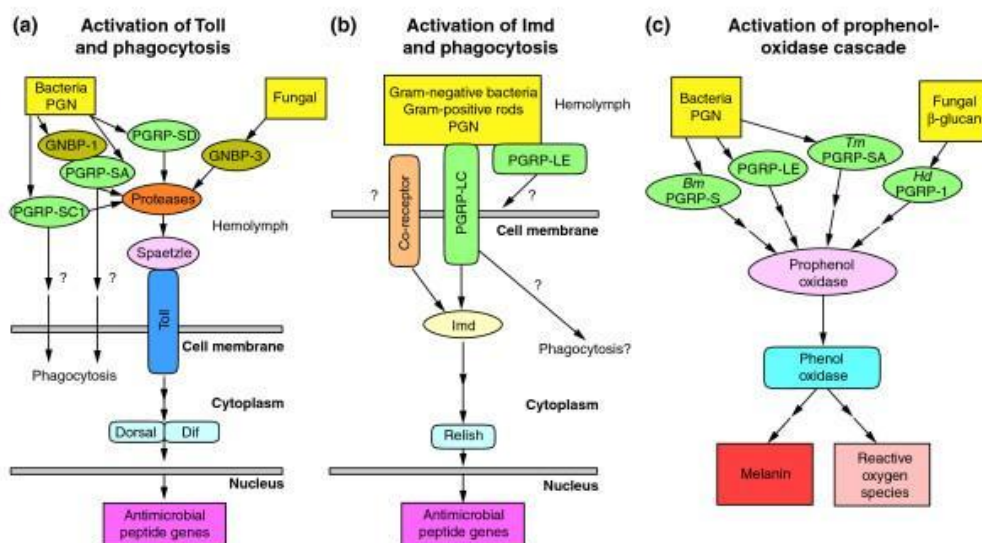 (a) Activation of Toll
and phagocytosis
Bacteria
PGN
Fungal
GNBP-1
PGRP-SD
GNBP-3
PGRP-SA
Proteases
PGRP-SC1
Hemolymph
Spaetzle
?
?
Toll
Cell membrane
Phagocytosis
Cytoplasm
Dorsal
Dif
Nucleus
Antimicrobial
peptide genes
(b) Activation of Imd
and phagocytosis
Gram-negative bacteria
Gram-positive rods
PGN
Hemolymph
PGRP-LE
?
Co-receptor
PGRP-LC
?
Cell membrane
?
Imd
Phagocytosis?
Cytoplasm
Relish
Nucleus
Antimicrobial
peptide genes
(c) Activation of prophenol-
oxidase cascade
Bacteria
PGN
Fungal
β-glucan
Tm
PGRP-SA
PGRP-LE
Bm
PGRP-S
Hd
PGRP-1
Prophenol
oxidase
Phenol
oxidase
Melanin
Reactive
oxygen
species